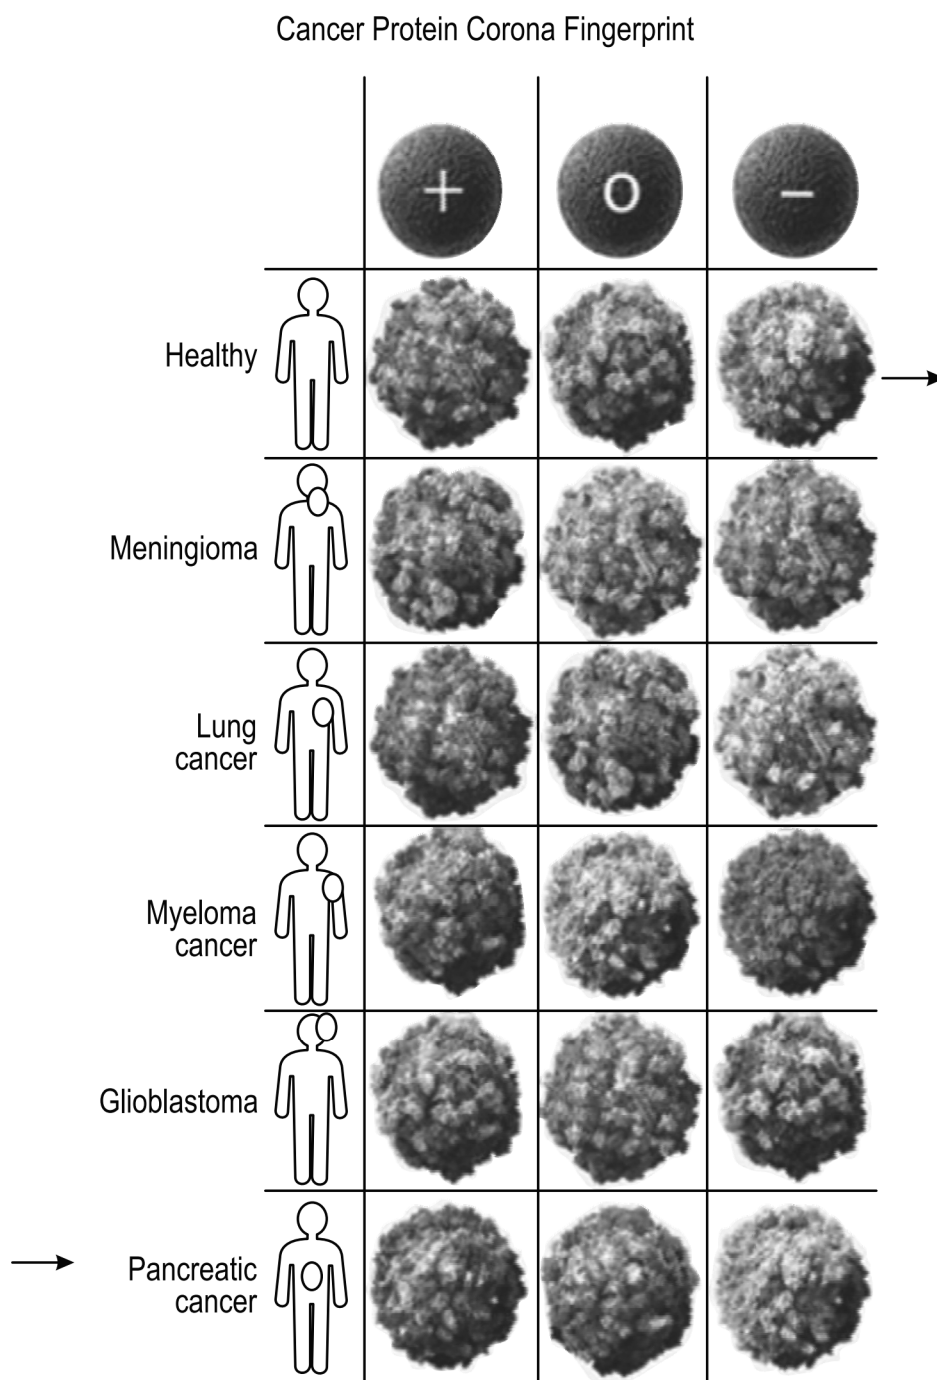 Cancer Protein Corona Fingerprint
+
O
−
Healthy
Meningioma
Lung
cancer
Myeloma
cancer
Glioblastoma
Pancreatic
cancer